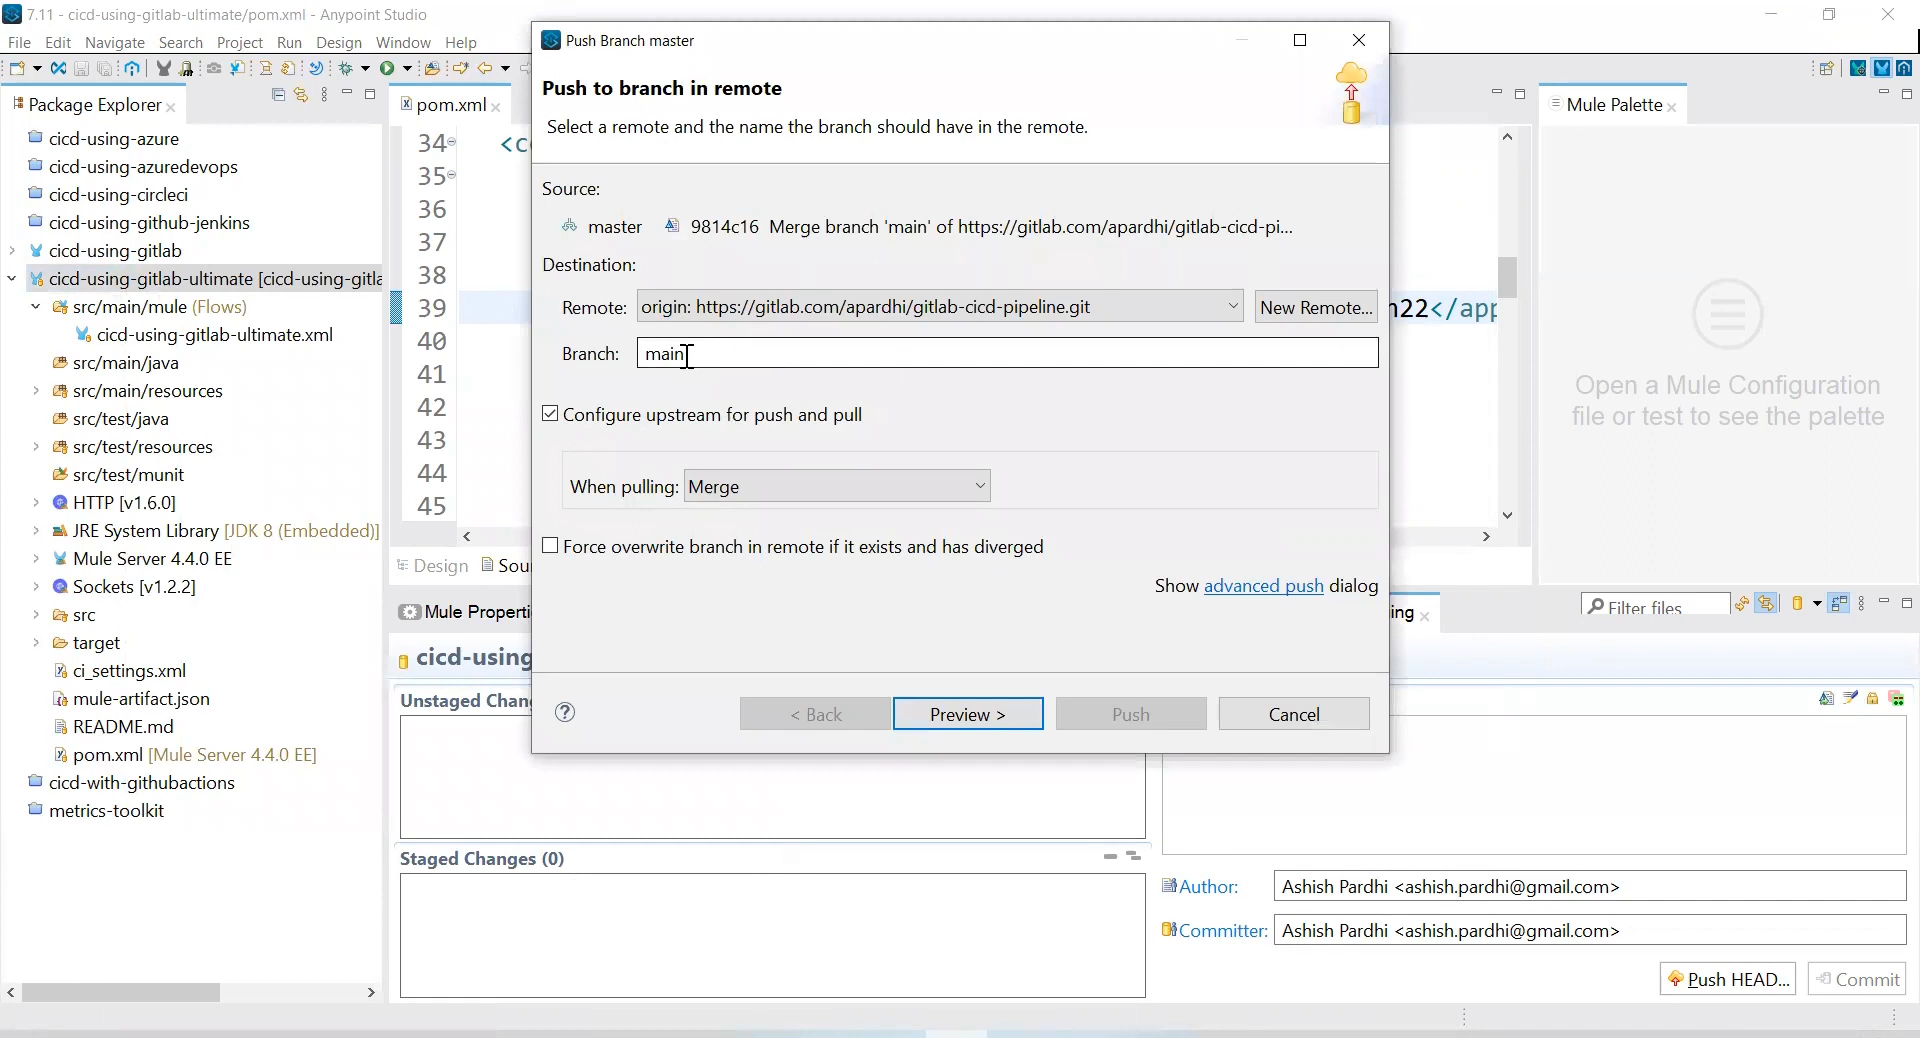 7.11 - cicd-using-gitlab-ultimate/pom.xml - Anypoint Studio
File Edit Navigate Search Project Run Design Window Help
Package Explorer
cicd-using-azure
cicd-using-azuredevops
cicd-using-circleci
cicd-using-github-jenkins
cicd-using-gitlab
cicd-using-gitlab-ultimate [cicd-using-gitla
src/main/mule (Flows)
cicd-using-gitlab-ultimate.xml
src/main/java
src/main/resources
src/test/java
src/test/resources
src/test/munit
HTTP [v1.6.0]
JRE System Library [JDK 8 (Embedded)]
Mule Server 4.4.0 EE
Sockets [v1.2.2]
src
target
ci_settings.xml
mule-artifact.json
README.md
pom.xml [Mule Server 4.4.0 EE]
cicd-with-githubactions
metrics-toolkit
pom.xml
34 <c
35
36
37
38
39 n22</app
40
41
42
43
44
45
Design Sou
Push Branch master
Push to branch in remote
Select a remote and the name the branch should have in the remote.
Source:
master 9814c16 Merge branch 'main' of https://gitlab.com/apardhi/gitlab-cicd-pi...
Destination:
Remote: origin: https://gitlab.com/apardhi/gitlab-cicd-pipeline.git New Remote...
Branch: main
Configure upstream for push and pull
When pulling: Merge
Force overwrite branch in remote if it exists and has diverged
Show advanced push dialog
< Back Preview > Push Cancel
Mule Palette
Open a Mule Configuration
file or test to see the palette
Mule Properti
ing
Filter files
cicd-using
Unstaged Chan
Staged Changes (0)
Author: Ashish Pardhi <ashish.pardhi@gmail.com>
Committer: Ashish Pardhi <ashish.pardhi@gmail.com>
Push HEAD... Commit